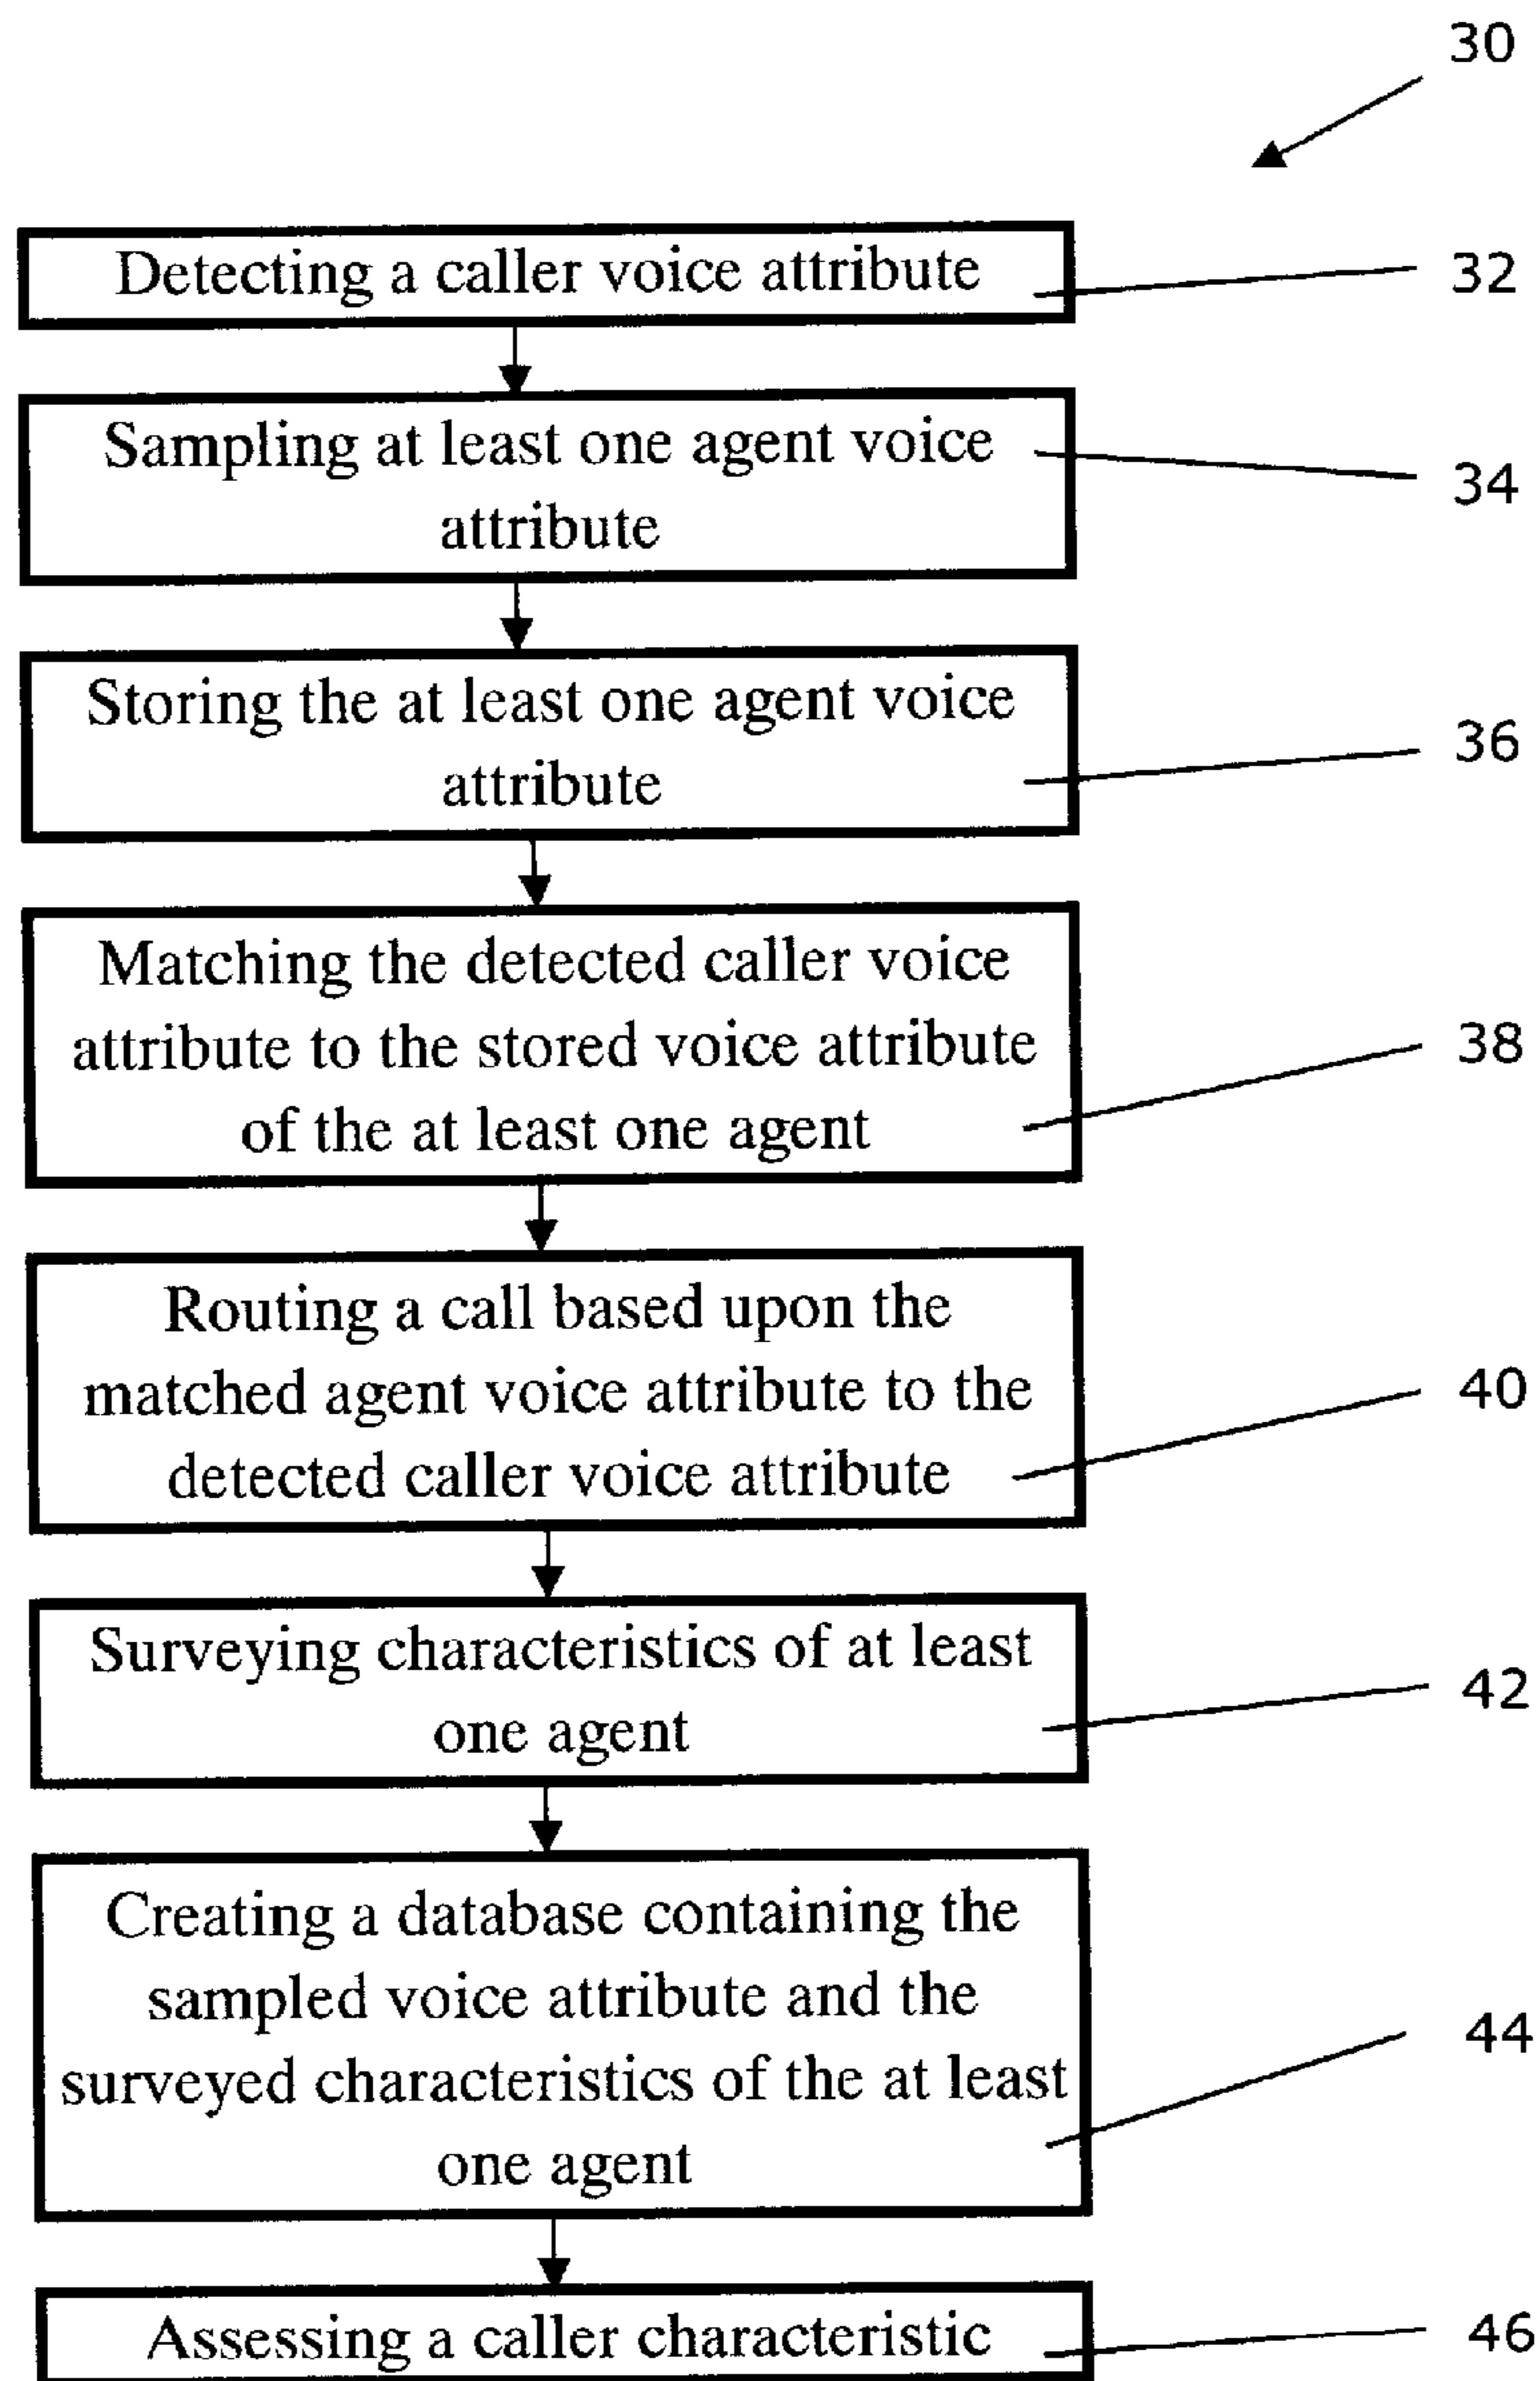 30
Detecting a caller voice attribute
32
Sampling at least one agent voice
attribute
34
Storing the at least one agent voice
attribute
36
Matching the detected caller voice
attribute to the stored voice attribute
of the at least one agent
38
Routing a call based upon the
matched agent voice attribute to the
detected caller voice attribute
40
Surveying characteristics of at least
one agent
42
Creating a database containing the
sampled voice attribute and the
surveyed characteristics of the at least
one agent
44
Assessing a caller characteristic
46